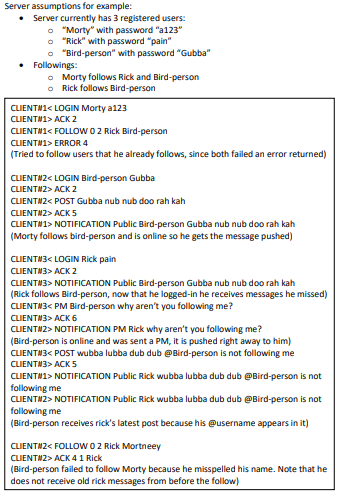 Server assumptions for example:
• Server currently has 3 registered users:
o "Morty" with password "a123"
o "Rick" with password "pain"
o "Bird-person" with password "Gubba"
• Followings:
o Morty follows Rick and Bird-person
o Rick follows Bird-person
CLIENT#1< LOGIN Morty a123
CLIENT#1> ACK 2
CLIENT#1< FOLLOW 0 2 Rick Bird-person
CLIENT#1> ERROR 4
(Tried to follow users that he already follows, since both failed an error returned)
CLIENT#2< LOGIN Bird-person Gubba
CLIENT#2> ACK 2
CLIENT#2< POST Gubba nub nub doo rah kah
CLIENT#2> ACK 5
CLIENT#1> NOTIFICATION Public Bird-person Gubba nub nub doo rah kah
(Morty follows bird-person and is online so he gets the message pushed)
CLIENT#3< LOGIN Rick pain
CLIENT#3> ACK 2
CLIENT#3> NOTIFICATION Public Bird-person Gubba nub nub doo rah kah
(Rick follows Bird-person, now that he logged-in he receives messages he missed)
CLIENT#3< PM Bird-person why aren't you following me?
CLIENT#3> ACK 6
CLIENT#2> NOTIFICATION PM Rick why aren't you following me?
(Bird-person is online and was sent a PM, it is pushed right away to him)
CLIENT#3< POST wubba lubba dub dub @Bird-person is not following me
CLIENT#3> ACK 5
CLIENT#1> NOTIFICATION Public Rick wubba lubba dub dub @Bird-person is not
following me
CLIENT#2> NOTIFICATION Public Rick wubba lubba dub dub @Bird-person is not
following me
(Bird-person receives rick's latest post because his @username appears in it)
CLIENT#2< FOLLOW 0 2 Rick Mortneey
CLIENT#2> ACK 4 1 Rick
(Bird-person failed to follow Morty because he misspelled his name. Note that he
does not receive old rick messages from before the follow)